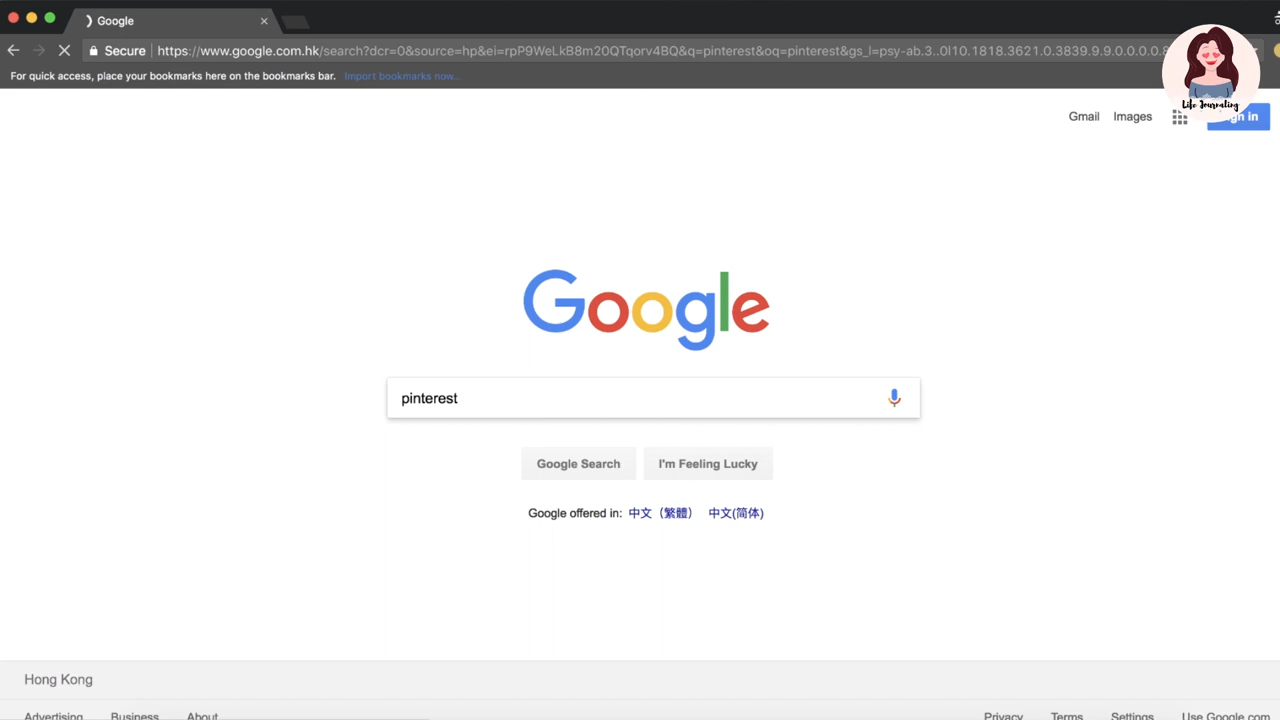 Google
Secure https://www.google.com.hk/search?dcr=0&source=hp&ei=rpP9WeLkB8m20QTqorv4BQ&q=pinterest&oq=pinterest&gs_l=psy-ab.3..0l10.1818.3621.0.3839.9.9.0.0.0.0.
For quick access, place your bookmarks here on the bookmarks bar. Import bookmarks now...
Life Journaling
Gmail Images in
Google
pinterest
Google Search I'm Feeling Lucky
Google offered in: 中文（繁體） 中文(简体)
Hong Kong
Advertising Business About Privacy Terms Settings Use Google.com